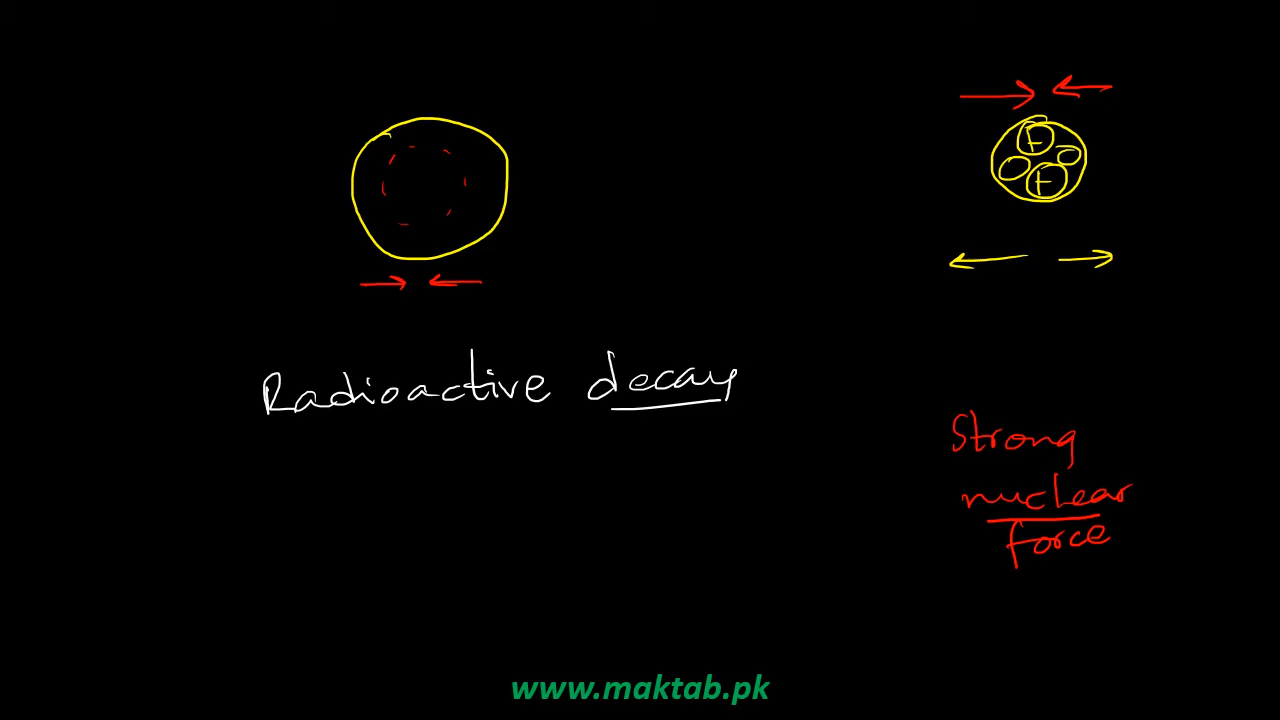 +
+
Radioactive decay
Strong
nuclear
force
www.maktab.pk